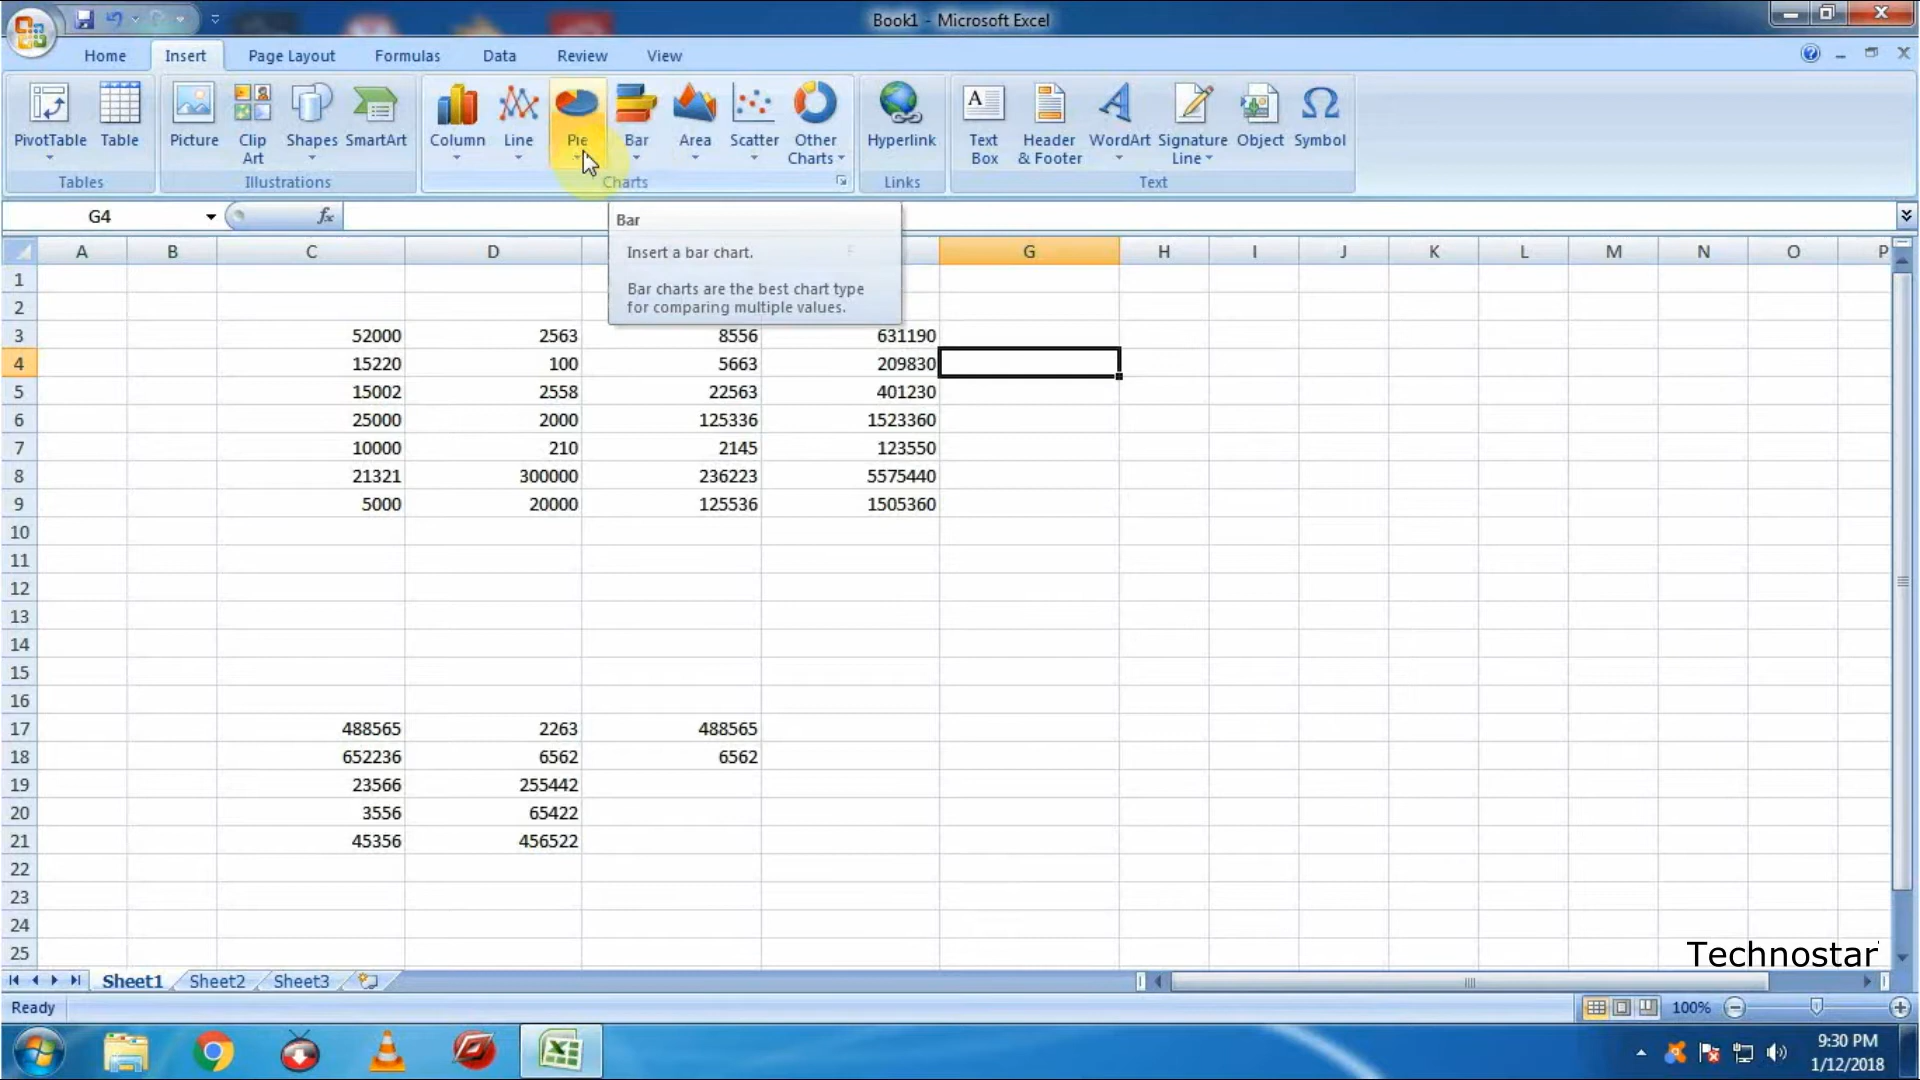 Book1 - Microsoft Excel
Home Insert Page Layout Formulas Data Review View
PivotTable Table Picture Clip Art Shapes SmartArt Column Line Pie Bar Area Scatter Other Charts Hyperlink Text Box Header & Footer WordArt Signature Line Object Symbol
Tables Illustrations Charts Links Text
G4 fx
Bar
Insert a bar chart.
Bar charts are the best chart type
for comparing multiple values.
A B C D G H I J K L M N O P
1
2
3 52000 2563 8556 631190
4 15220 100 5663 209830
5 15002 2558 22563 401230
6 25000 2000 125336 1523360
7 10000 210 2145 123550
8 21321 300000 236223 5575440
9 5000 20000 125536 1505360
10
11
12
13
14
15
16
17 488565 2263 488565
18 652236 6562 6562
19 23566 255442
20 3556 65422
21 45356 456522
22
23
24
25
Technostar
Sheet1 Sheet2 Sheet3
Ready 100%
9:30 PM
1/12/2018